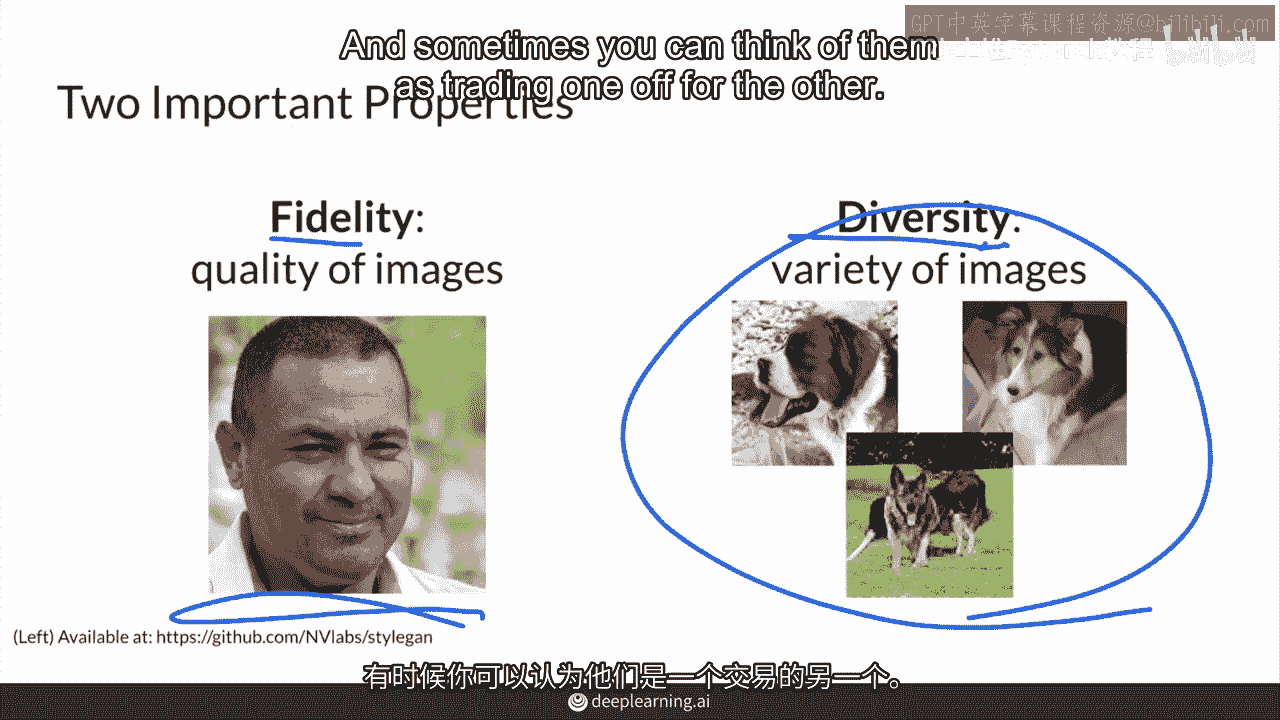 GPT中英字幕课程资源@bilibili.com
And sometimes you can think of them
as trading one off for the other.
Two Important Properties
Fidelity:
quality of images
Diversity:
variety of images
(Left) Available at: https://github.com/NVlabs/stylegan
有时候你可以认为他们是一个交易的另一个。
deeplearning.ai